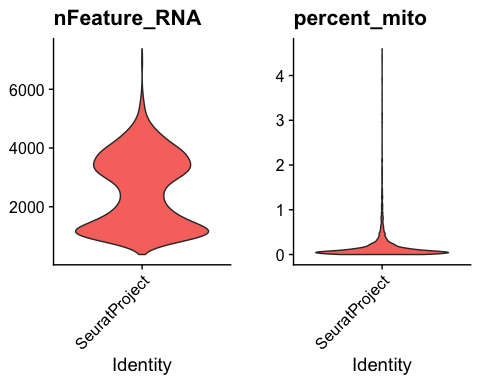 nFeature_RNA
6000
4000
2000
SeuratProject
Identity
percent_mito
4
3
2
1
0
SeuratProject
Identity